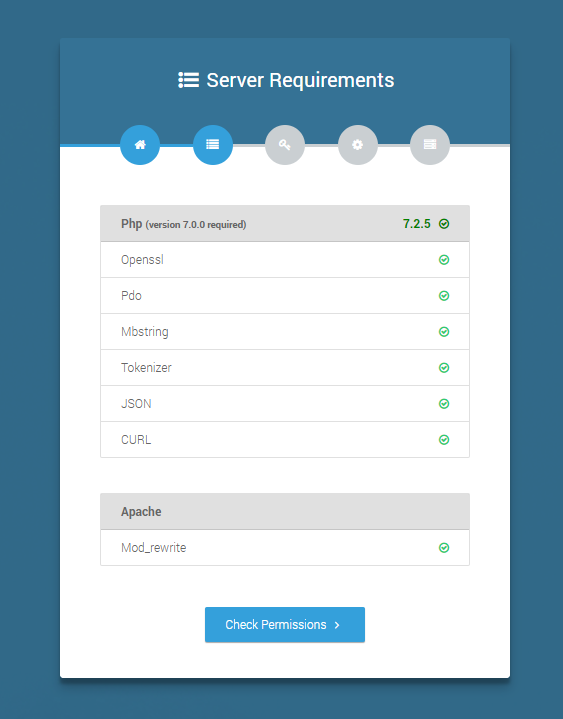 Server Requirements
Php (version 7.0.0 required) 7.2.5
Openssl
Pdo
Mbstring
Tokenizer
JSON
CURL
Apache
Mod_rewrite
Check Permissions